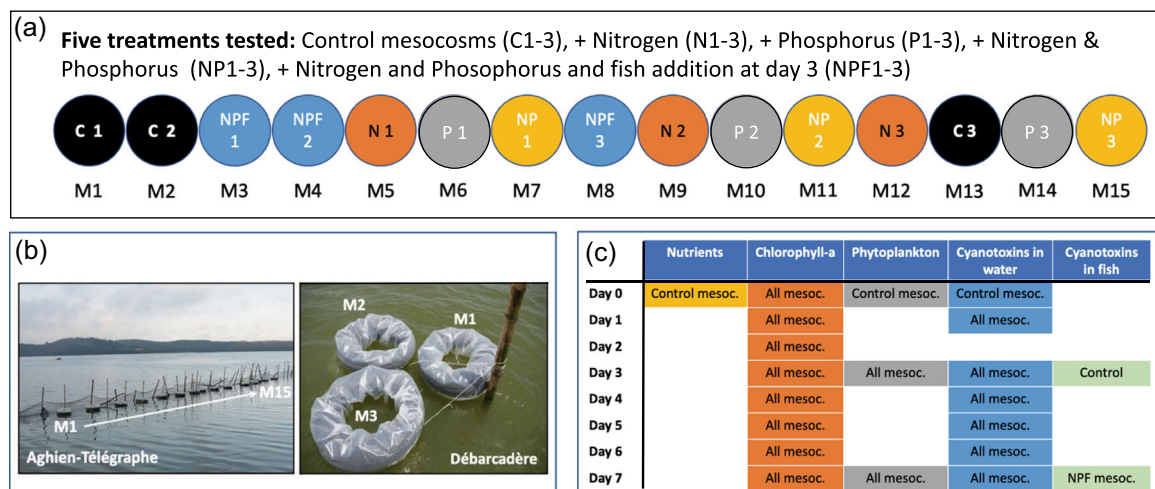 (a)
Five treatments tested: Control mesocosms (C1-3), + Nitrogen (N1-3), + Phosphorus (P1-3), + Nitrogen &
Phosphorus (NP1-3), + Nitrogen and Phosophorus and fish addition at day 3 (NPF1-3)
C 1 C 2 NPF 1 NPF 2 N 1 P 1 NP 1 NPF 3 N 2 P 2 NP 2 N 3 C 3 P 3 NP 3
M1 M2 M3 M4 M5 M6 M7 M8 M9 M10 M11 M12 M13 M14 M15
(b)
M1
M15
Aghien-Télégraphe
M2
M1
M3
Débarcadère
(c)
Nutrients Chlorophyll-a Phytoplankton Cyanotoxins in water Cyanotoxins in fish
Day 0 Control mesoc. All mesoc. Control mesoc. Control mesoc.
Day 1 All mesoc. All mesoc.
Day 2 All mesoc.
Day 3 All mesoc. All mesoc. All mesoc. Control
Day 4 All mesoc. All mesoc.
Day 5 All mesoc. All mesoc.
Day 6 All mesoc. All mesoc.
Day 7 All mesoc. All mesoc. All mesoc. NPF mesoc.